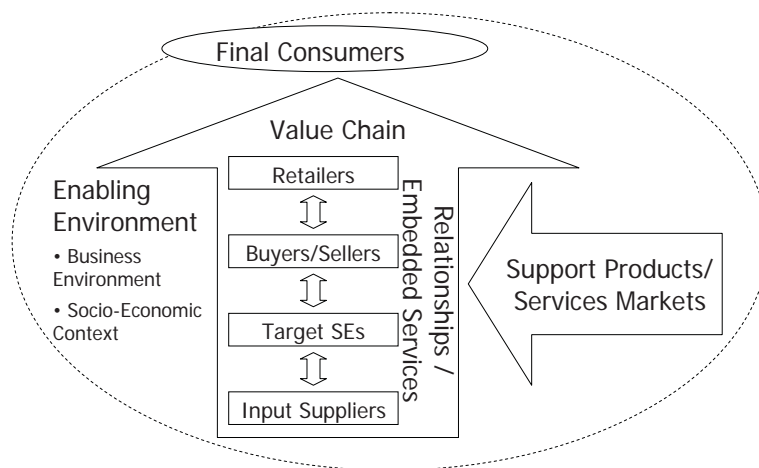 Final Consumers
Value Chain
Retailers
Buyers/Sellers
Target SEs
Input Suppliers
Relationships /
Embedded Services
Enabling
Environment
• Business
Environment
• Socio-Economic
Context
Support Products/
Services Markets